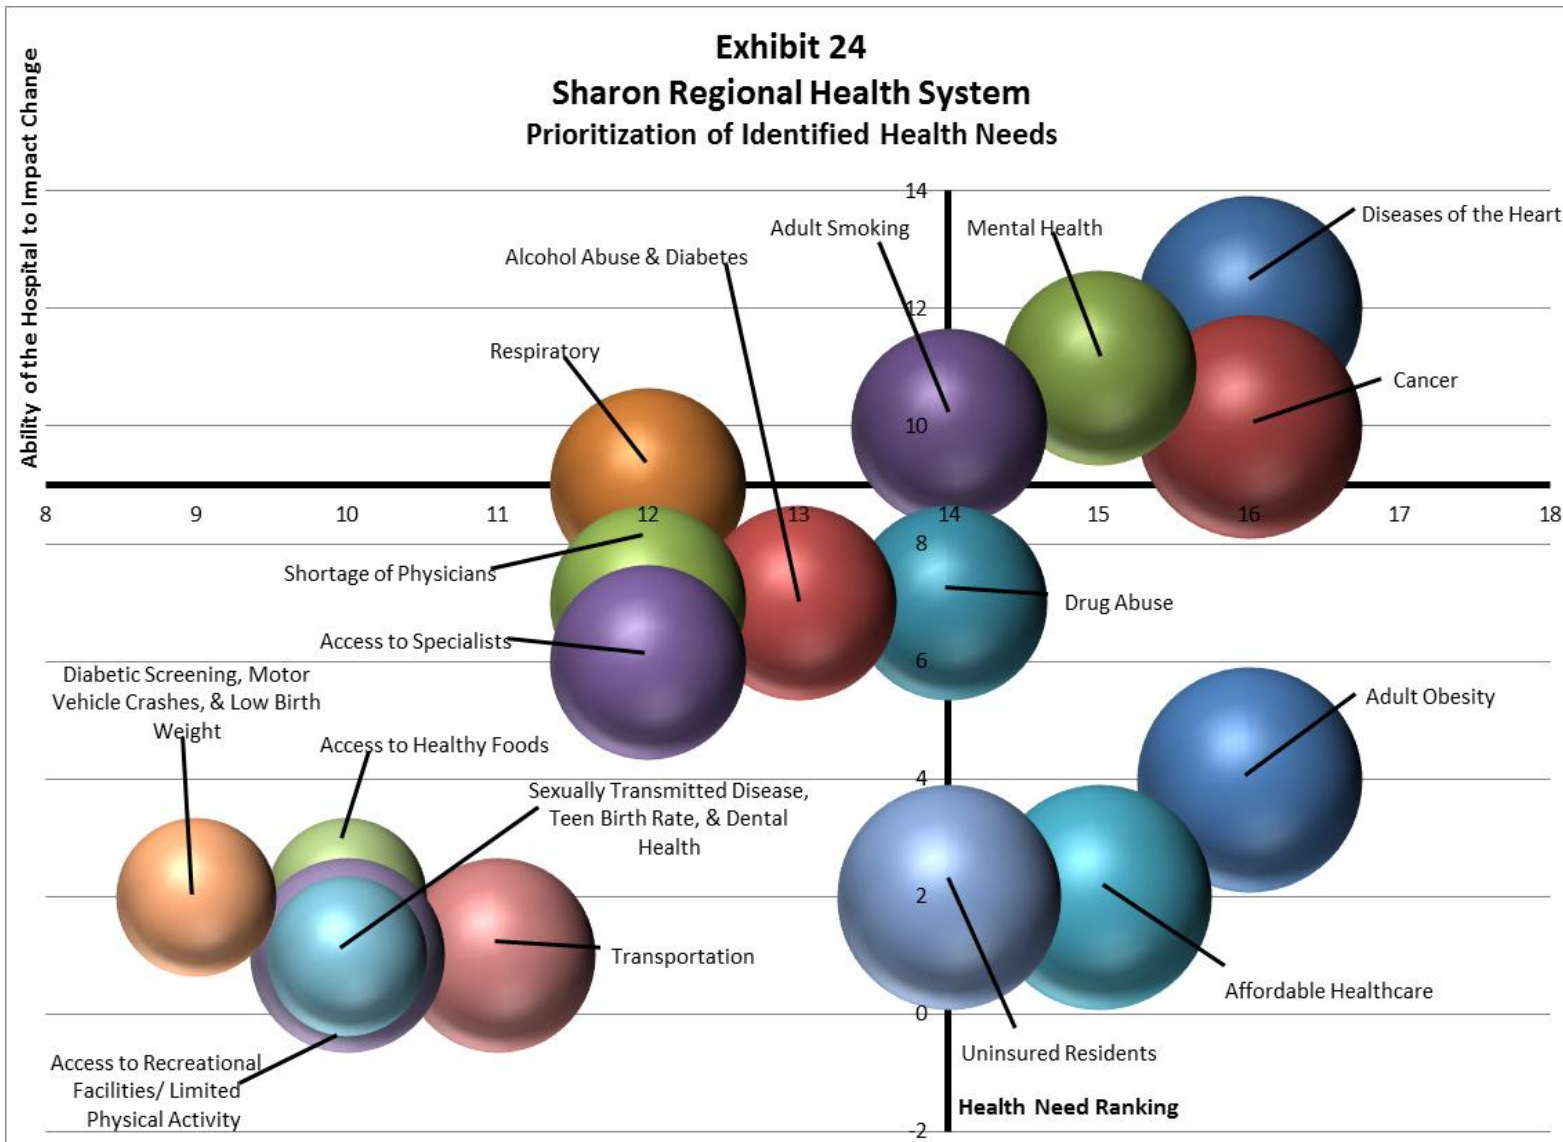 Exhibit 24
Sharon Regional Health System
Prioritization of Identified Health Needs
Ability of the Hospital to Impact Change
14
Diseases of the Heart
Adult Smoking
Mental Health
Alcohol Abuse & Diabetes
12
Respiratory
Cancer
10
8
9
10
11
12
13
14
15
16
17
18
8
Shortage of Physicians
Drug Abuse
Access to Specialists
6
Diabetic Screening, Motor
Vehicle Crashes, & Low Birth
Weight
Adult Obesity
Access to Healthy Foods
4
Sexually Transmitted Disease,
Teen Birth Rate, & Dental
Health
2
Transportation
Affordable Healthcare
0
Uninsured Residents
Access to Recreational
Facilities/ Limited
Physical Activity
Health Need Ranking
-2